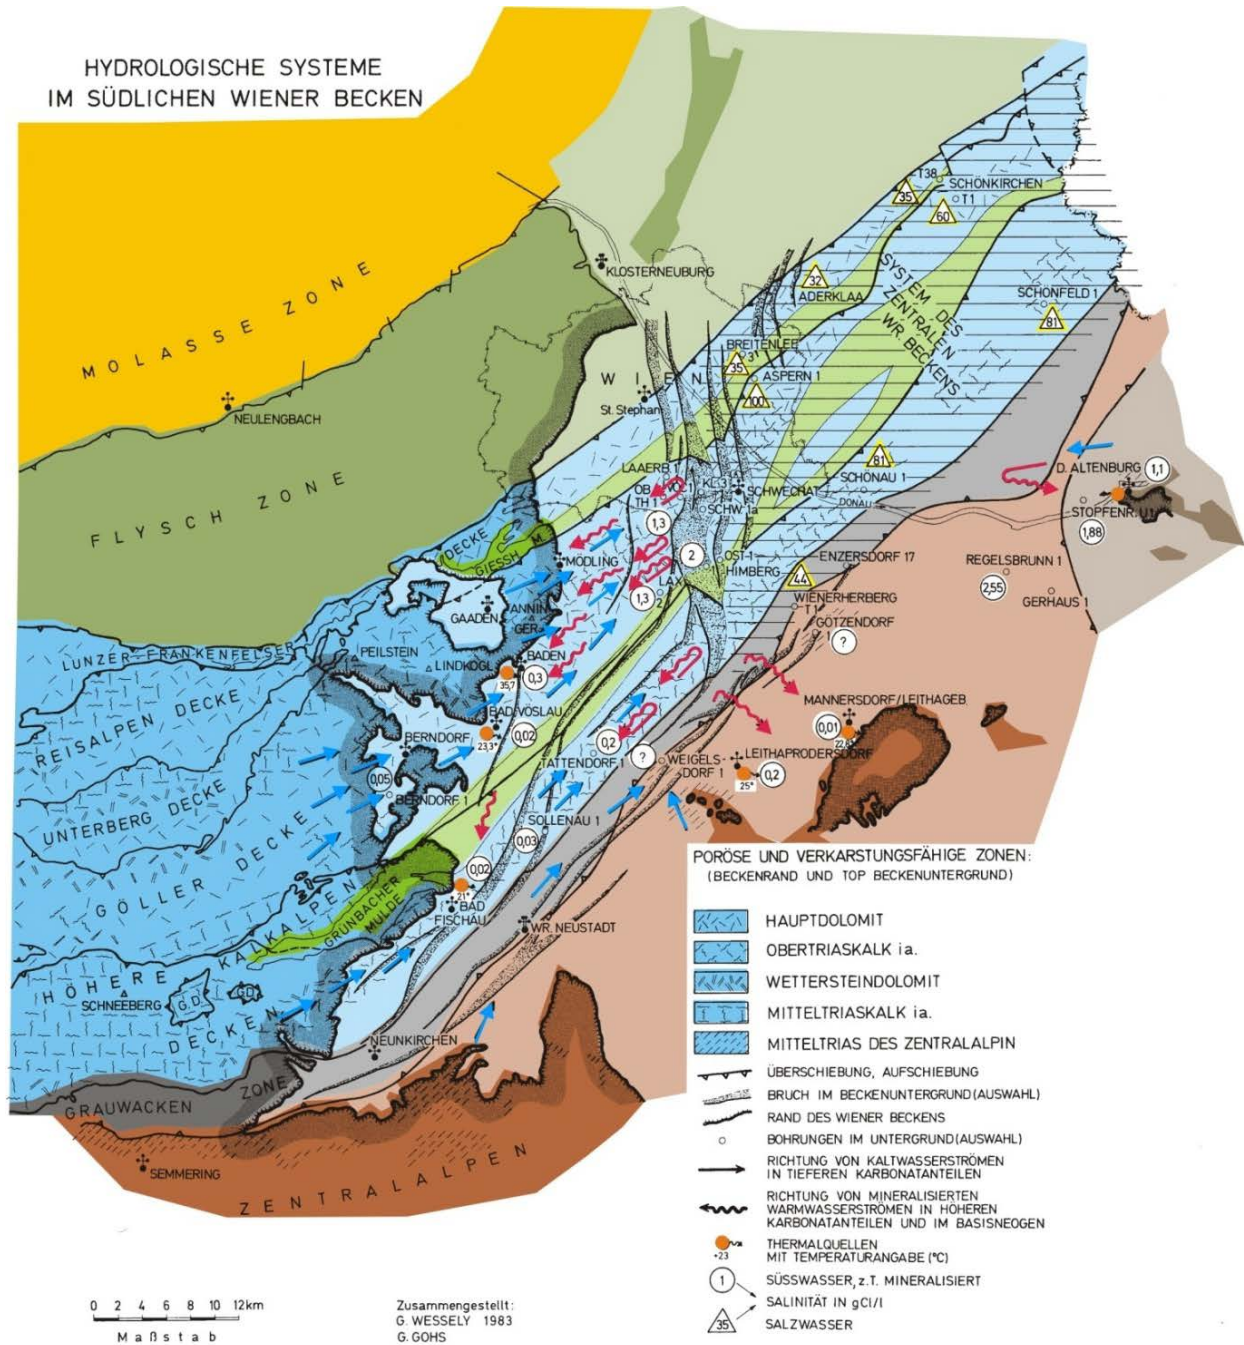 HYDROLOGISCHE SYSTEME
IM SÜDLICHEN WIENER BECKEN
MOLASSE ZONE
FLYSCH ZONE
NEULENGBACH
KLOSTERNEUBURG
WIEN
St. Stephan
T38
35
SCHÖNKIRCHEN
T1
60
32
ADERKLAA
SYSTEM DES
ZENTRALEN
WR. BECKENS
SCHÖNFELD 1
81
BREITENLEE
3
35
ASPERN 1
100
LAAERB.1
KL3
SCHWECHAT
OB
TH1
SCHW.1a
1,3
81
SCHÖNAU 1
DONAU
D. ALTENBURG
1,1
STOPFENR. U1
1,88
2
ÖST 1
HIMBERG
LAX
2
1,3
ENZERSDORF 17
44
REGELSBRUNN 1
2,55
GERHAUS 1
WIENERHERBERG
T1
GÖTZENDORF
1
?
DECKE
GIESSH. M.
MÖDLING
GAADEN
ANNIN-
GER
LUNZER-FRANKENFELSER
PEILSTEIN
LINDKOGL
BADEN
35,7
0,3
REISALPEN DECKE
BAD VÖSLAU
23,3°
0,02
BERNDORF
0,05
BERNDORF 1
MANNERSDORF/LEITHAGEB.
0,01
22,6
0,2
TATTENDORF 1
?
WEIGELS-
DORF 1
LEITHAPRODERSDORF
25°
0,2
UNTERBERG DECKE
GÖLLER DECKE
SOLLENAU 1
0,03
0,02
21°
BAD
FISCHAU
GRÜNBACHER
MULDE
WR. NEUSTADT
HÖHERE KALKALPEN
DECKEN
SCHNEEBERG
G.D.
G.D.
NEUNKIRCHEN
GRAUWACKEN ZONE
SEMMERING
ZENTRALALPEN
PORÖSE UND VERKARSTUNGSFÄHIGE ZONEN:
(BECKENRAND UND TOP BECKENUNTERGRUND)
HAUPTDOLOMIT
OBERTRIASKALK i a.
WETTERSTEINDOLOMIT
MITTELTRIASKALK i a.
MITTELTRIAS DES ZENTRALALPIN
ÜBERSCHIEBUNG, AUFSCHIEBUNG
BRUCH IM BECKENUNTERGRUND (AUSWAHL)
RAND DES WIENER BECKENS
BOHRUNGEN IM UNTERGRUND (AUSWAHL)
RICHTUNG VON KALTWASSERSTRÖMEN
IN TIEFEREN KARBONATANTEILEN
RICHTUNG VON MINERALISIERTEN
WARMWASSERSTRÖMEN IN HÖHEREN
KARBONATANTEILEN UND IM BASISNEOGEN
THERMALQUELLEN
MIT TEMPERATURANGABE (°C)
+23
1
SÜSSWASSER, z.T. MINERALISIERT
SALINITÄT IN gCl/l
35
SALZWASSER
0 2 4 6 8 10 12km
Maßstab
Zusammengestellt:
G. WESSELY 1983
G. GOHS